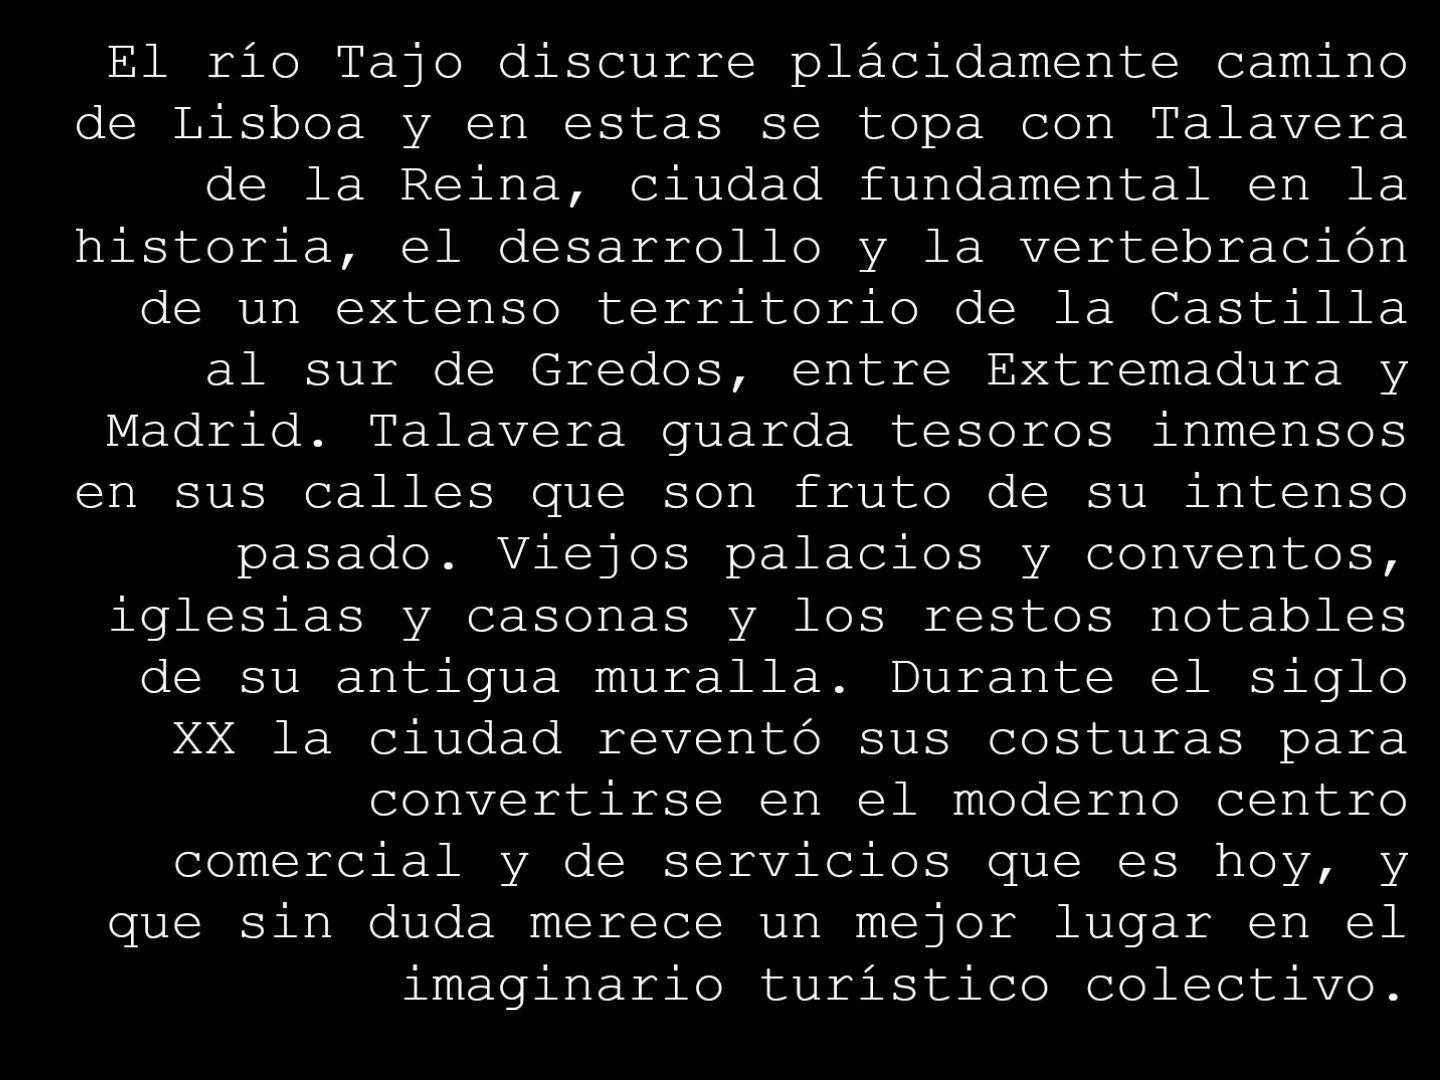 El río Tajo discurre plácidamente camino
de Lisboa y en estas se topa con Talavera
de la Reina, ciudad fundamental en la
historia, el desarrollo y la vertebración
de un extenso territorio de la Castilla
al sur de Gredos, entre Extremadura y
Madrid. Talavera guarda tesoros inmensos
en sus calles que son fruto de su intenso
pasado. Viejos palacios y conventos,
iglesias y casonas y los restos notables
de su antigua muralla. Durante el siglo
XX la ciudad reventó sus costuras para
convertirse en el moderno centro
comercial y de servicios que es hoy, y
que sin duda merece un mejor lugar en el
imaginario turístico colectivo.